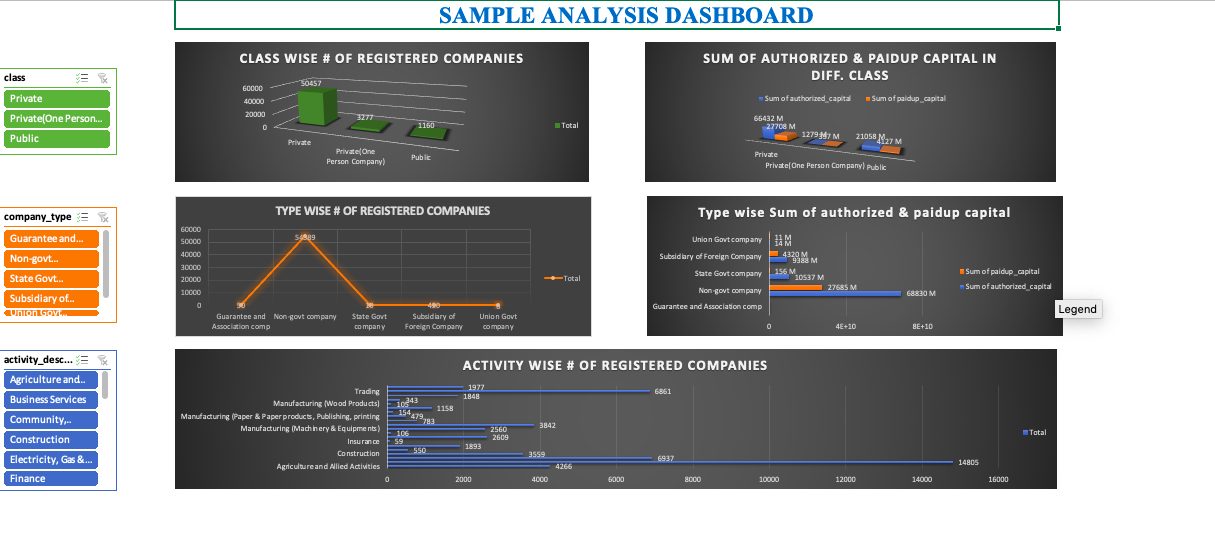 SAMPLE ANALYSIS DASHBOARD
class
Private
Private(One Person...
Public
company_type
Guarantee and...
Non-govt...
State Govt...
Subsidiary of...
Union Govt...
activity_desc...
Agriculture and...
Business Services
Community,..
Construction
Electricity, Gas &...
Finance
CLASS WISE # OF REGISTERED COMPANIES
60000
40000
20000
0
50457
3277
1160
Private
Private(One
Person Company)
Public
Total
SUM OF AUTHORIZED & PAIDUP CAPITAL IN
DIFF. CLASS
Sum of authorized_capital
Sum of paidup_capital
66432 M
27708 M
1279 M
21058 M
4127 M
Private
Private(One Person Company)
Public
TYPE WISE # OF REGISTERED COMPANIES
60000
50000
40000
30000
20000
10000
0
Guarantee and
Association comp
Non-govt company
State Govt
company
Subsidiary of
Foreign Company
Union Govt
company
Total
Type wise Sum of authorized & paidup capital
Union Govt company
11 M
14 M
Subsidiary of Foreign Company
4320 M
9388 M
State Govt company
156 M
10537 M
Non-govt company
27685 M
68830 M
Guarantee and Association comp
0
4E+10
8E+10
Sum of paidup_capital
Sum of authorized_capital
Legend
ACTIVITY WISE # OF REGISTERED COMPANIES
1977
Trading
6861
1848
Manufacturing (Wood Products)
343
105
1158
Manufacturing (Paper & Paper products, Publishing, printing
154
479
783
3842
Manufacturing (Machinery & Equipments)
2560
106
2609
Insurance
59
1893
550
Construction
3559
6937
14805
Agriculture and Allied Activities
4266
0
2000
4000
6000
8000
10000
12000
14000
16000
Total